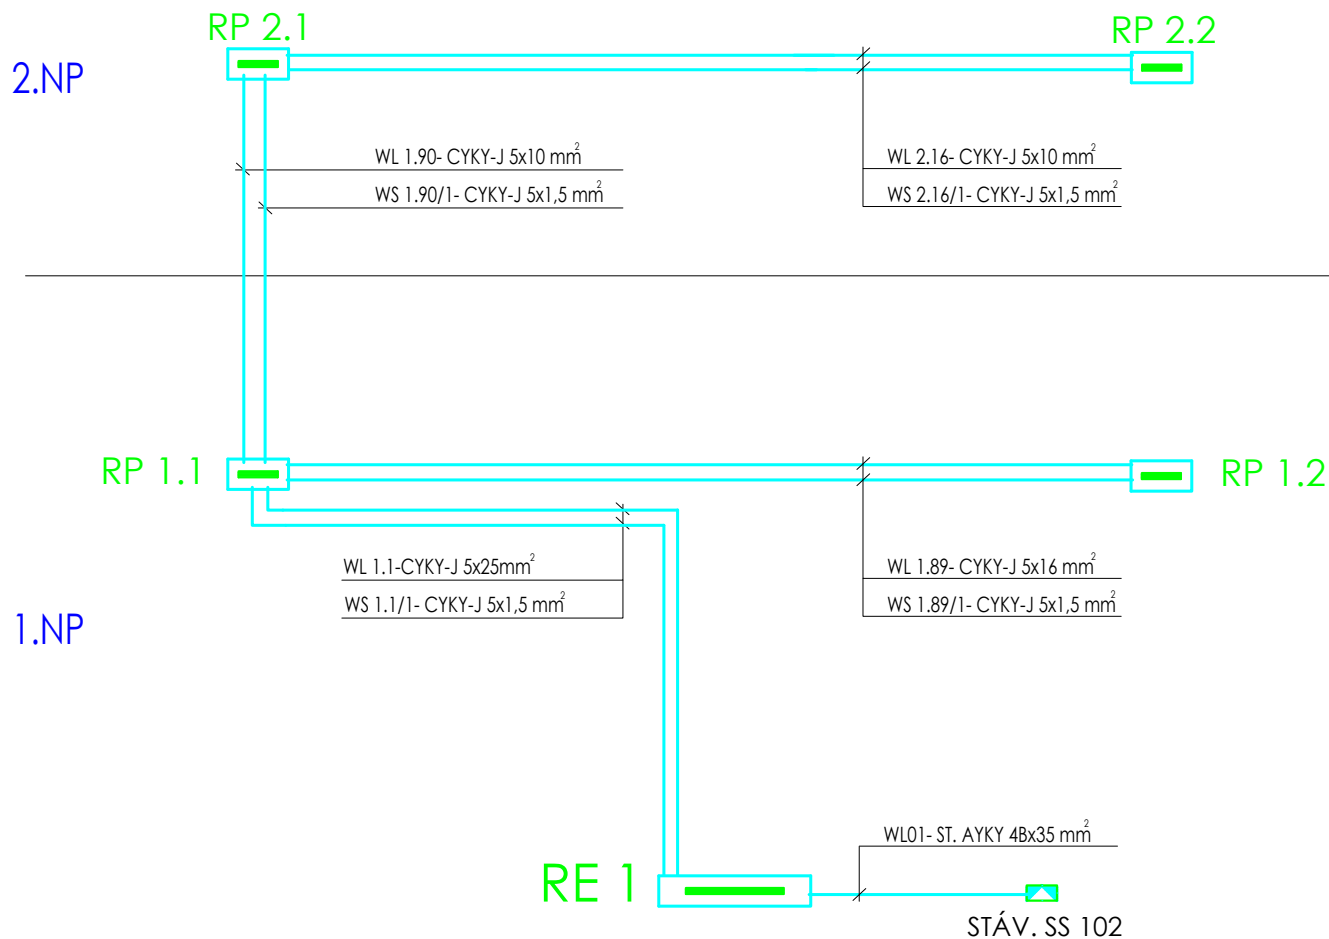 RP 2.1
RP 2.2
2.NP
WL 1.90- CYKY-J 5x10 mm²
WS 1.90/1- CYKY-J 5x1,5 mm²
WL 2.16- CYKY-J 5x10 mm²
WS 2.16/1- CYKY-J 5x1,5 mm²
RP 1.1
RP 1.2
WL 1.1-CYKY-J 5x25mm²
WS 1.1/1- CYKY-J 5x1,5 mm²
WL 1.89- CYKY-J 5x16 mm²
WS 1.89/1- CYKY-J 5x1,5 mm²
1.NP
WL01- ST. AYKY 4Bx35 mm²
RE 1
STÁV. SS 102